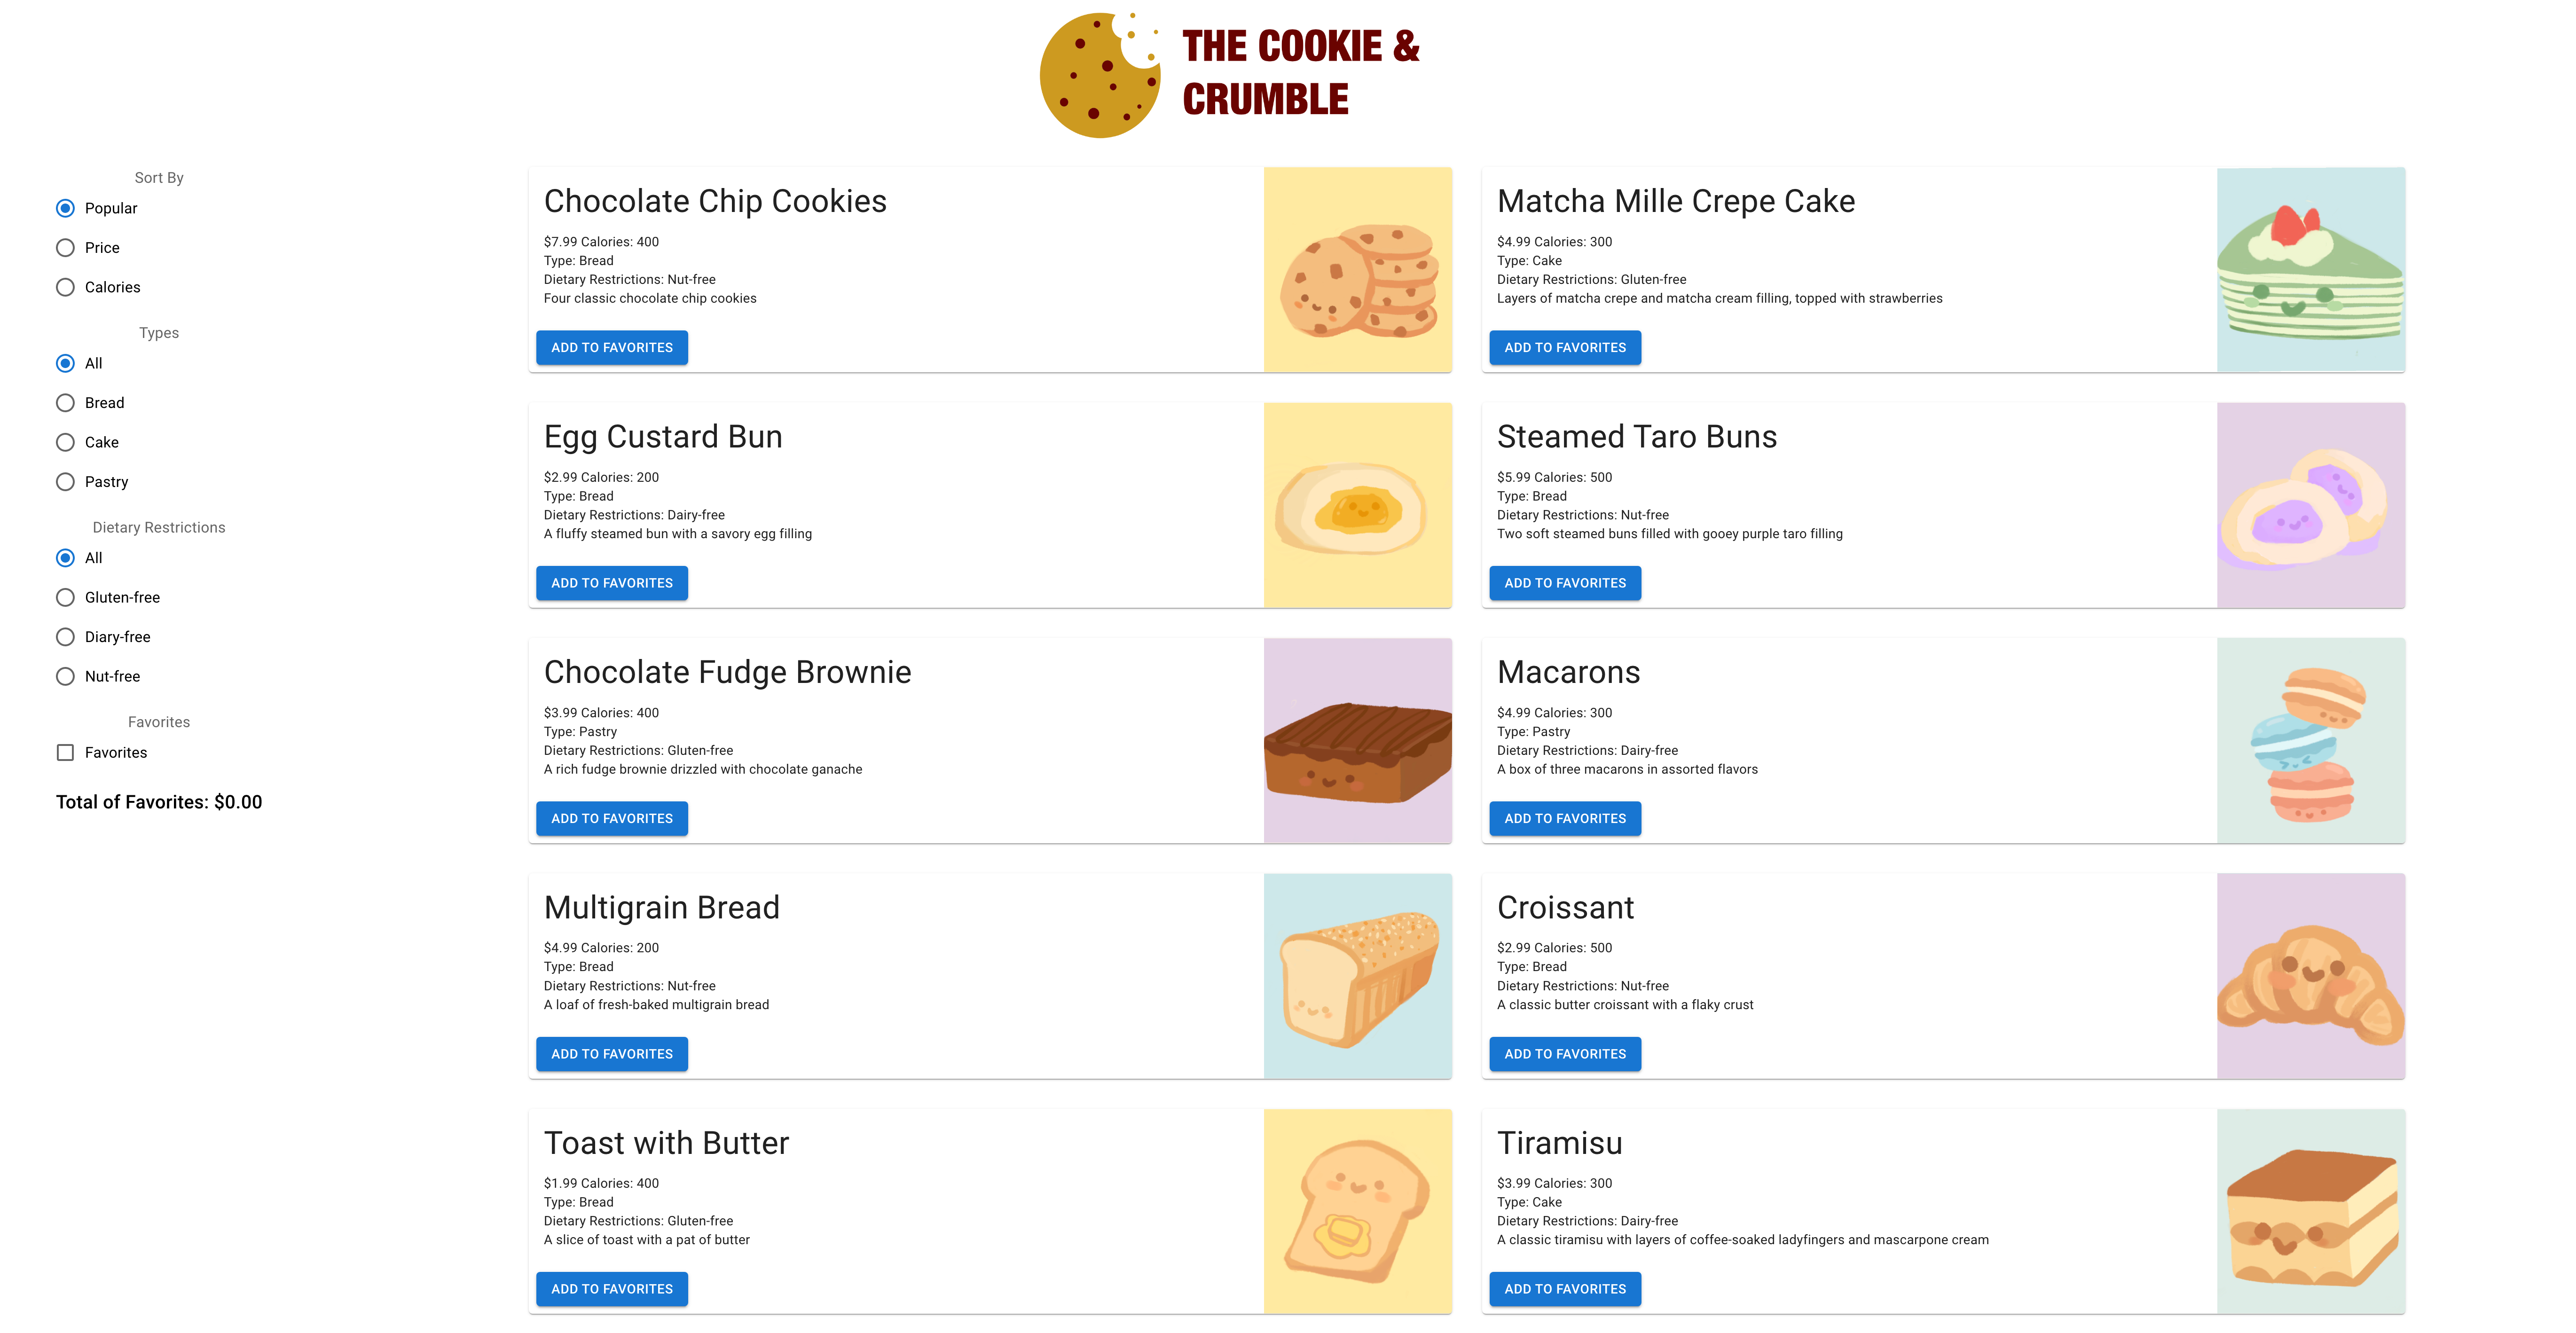 THE COOKIE &
CRUMBLE
Sort By
Popular
Price
Calories
Types
All
Bread
Cake
Pastry
Dietary Restrictions
All
Gluten-free
Diary-free
Nut-free
Favorites
Favorites
Total of Favorites: $0.00
Chocolate Chip Cookies
$7.99 Calories: 400
Type: Bread
Dietary Restrictions: Nut-free
Four classic chocolate chip cookies
ADD TO FAVORITES
Matcha Mille Crepe Cake
$4.99 Calories: 300
Type: Cake
Dietary Restrictions: Gluten-free
Layers of matcha crepe and matcha cream filling, topped with strawberries
ADD TO FAVORITES
Egg Custard Bun
$2.99 Calories: 200
Type: Bread
Dietary Restrictions: Dairy-free
A fluffy steamed bun with a savory egg filling
ADD TO FAVORITES
Steamed Taro Buns
$5.99 Calories: 500
Type: Bread
Dietary Restrictions: Nut-free
Two soft steamed buns filled with gooey purple taro filling
ADD TO FAVORITES
Chocolate Fudge Brownie
$3.99 Calories: 400
Type: Pastry
Dietary Restrictions: Gluten-free
A rich fudge brownie drizzled with chocolate ganache
ADD TO FAVORITES
Macarons
$4.99 Calories: 300
Type: Pastry
Dietary Restrictions: Dairy-free
A box of three macarons in assorted flavors
ADD TO FAVORITES
Multigrain Bread
$4.99 Calories: 200
Type: Bread
Dietary Restrictions: Nut-free
A loaf of fresh-baked multigrain bread
ADD TO FAVORITES
Croissant
$2.99 Calories: 500
Type: Bread
Dietary Restrictions: Nut-free
A classic butter croissant with a flaky crust
ADD TO FAVORITES
Toast with Butter
$1.99 Calories: 400
Type: Bread
Dietary Restrictions: Gluten-free
A slice of toast with a pat of butter
ADD TO FAVORITES
Tiramisu
$3.99 Calories: 300
Type: Cake
Dietary Restrictions: Dairy-free
A classic tiramisu with layers of coffee-soaked ladyfingers and mascarpone cream
ADD TO FAVORITES